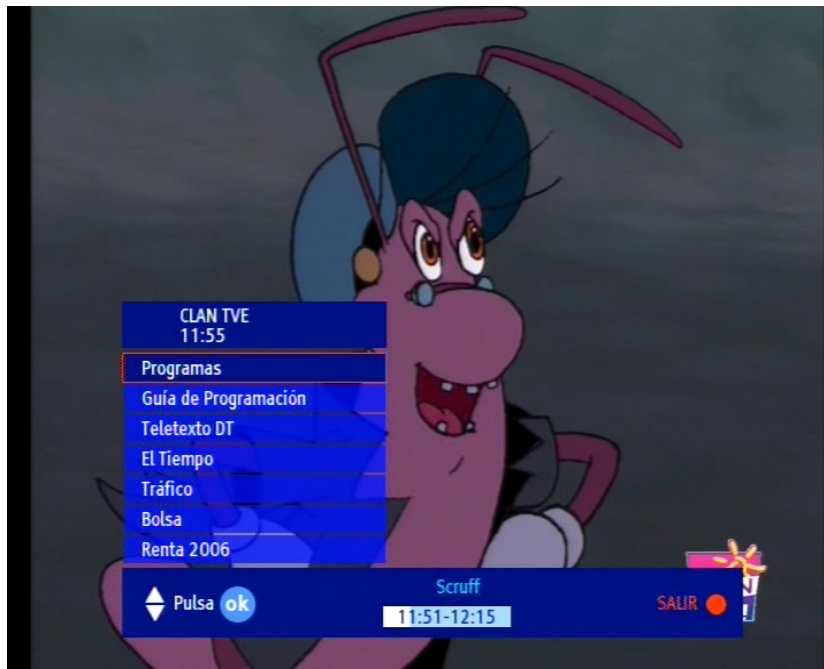 CLAN TVE
11:55
Programas
Guía de Programación
Teletexto DT
El Tiempo
Tráfico
Bolsa
Renta 2006
Pulsa ok
Scruff
11:51-12:15
SALIR